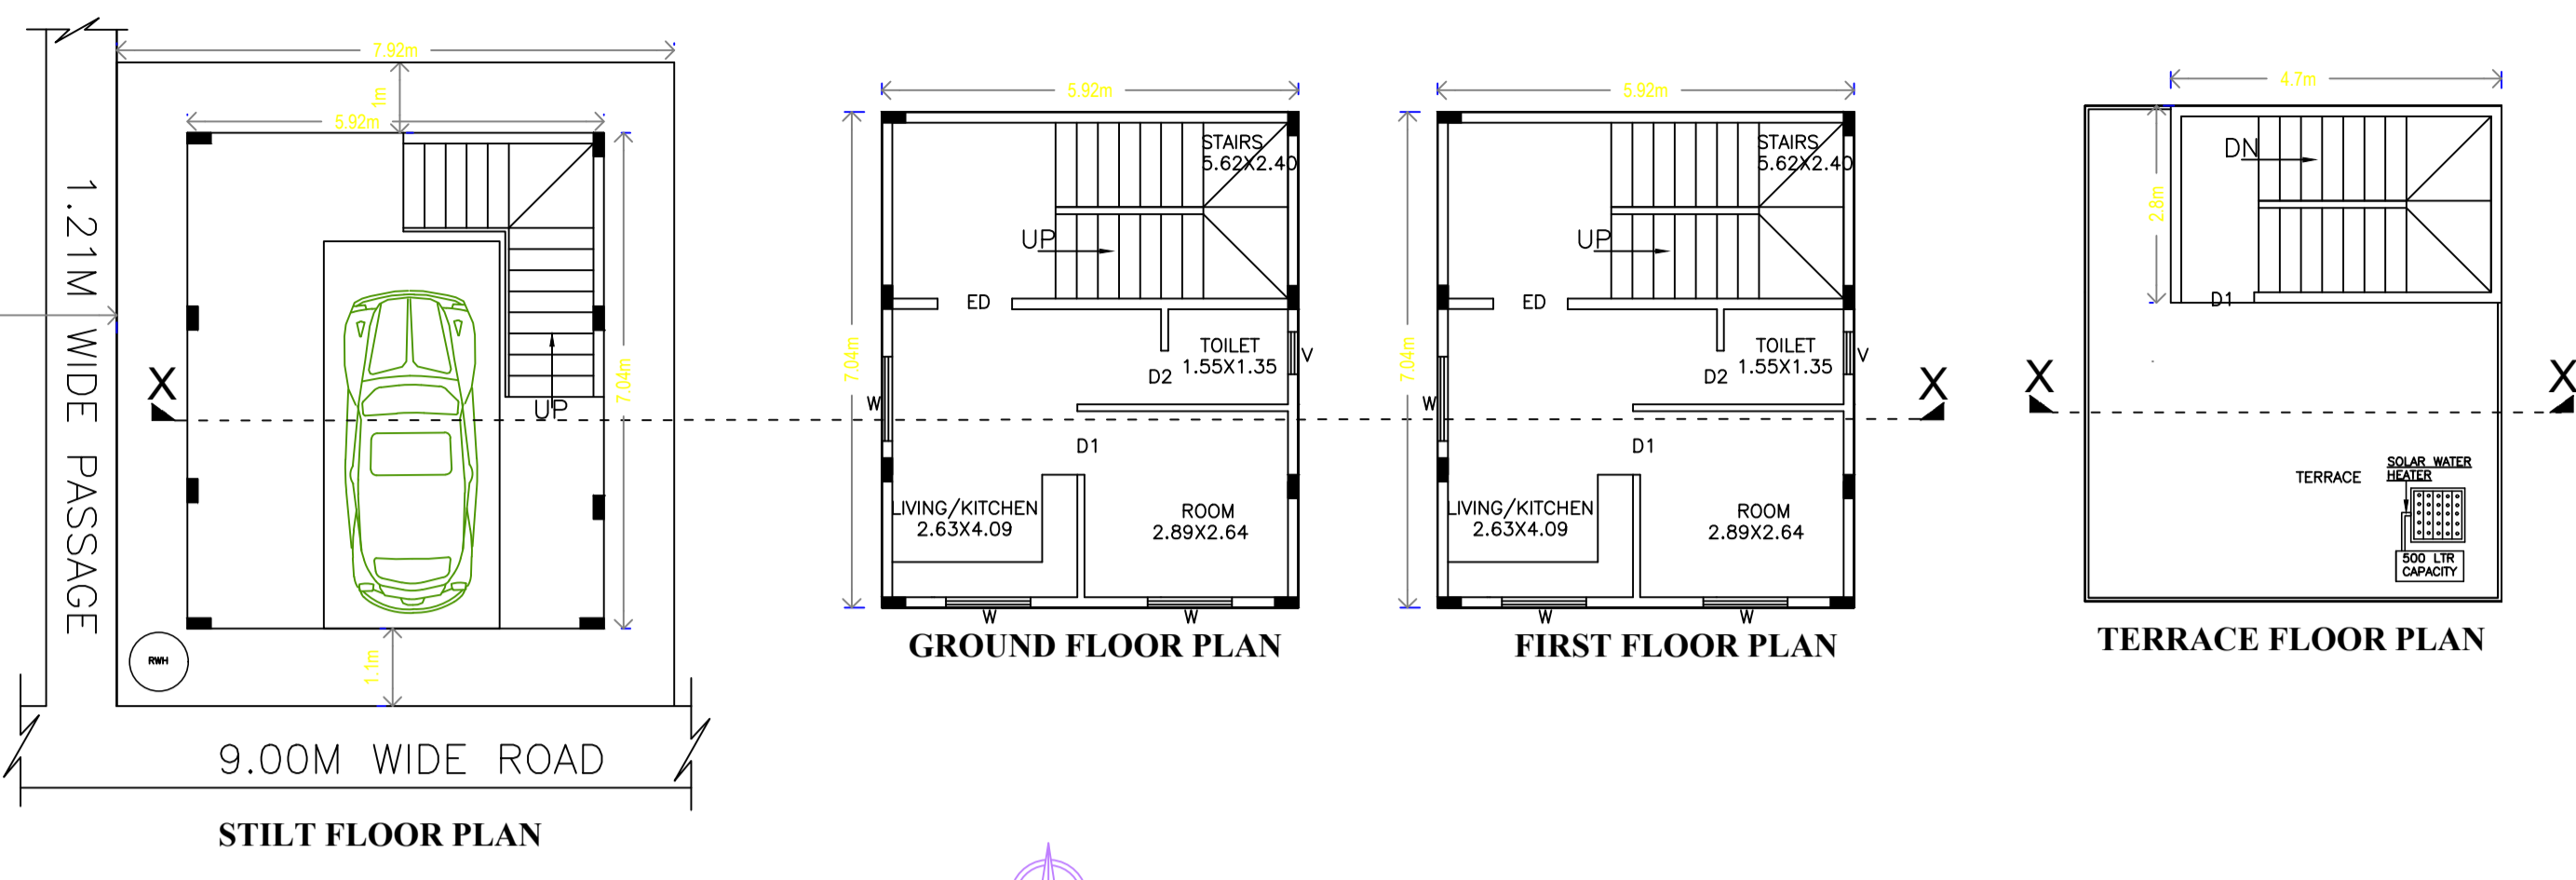 7.92m
1m
5.92m
1.21M WIDE PASSAGE
X
UP
7.04m
1.1m
RWH
9.00M WIDE ROAD
STILT FLOOR PLAN
5.92m
STAIRS
5.62X2.40
UP
ED
7.04m
TOILET
1.55X1.35
V
D2
W
D1
LIVING/KITCHEN
2.63X4.09
ROOM
2.89X2.64
W
W
GROUND FLOOR PLAN
5.92m
STAIRS
5.62X2.40
UP
ED
7.04m
TOILET
1.55X1.35
V
D2
W
X
D1
LIVING/KITCHEN
2.63X4.09
ROOM
2.89X2.64
W
W
FIRST FLOOR PLAN
4.7m
DN
2.8m
D1
X
X
TERRACE
SOLAR WATER
HEATER
500 LTR
CAPACITY
TERRACE FLOOR PLAN